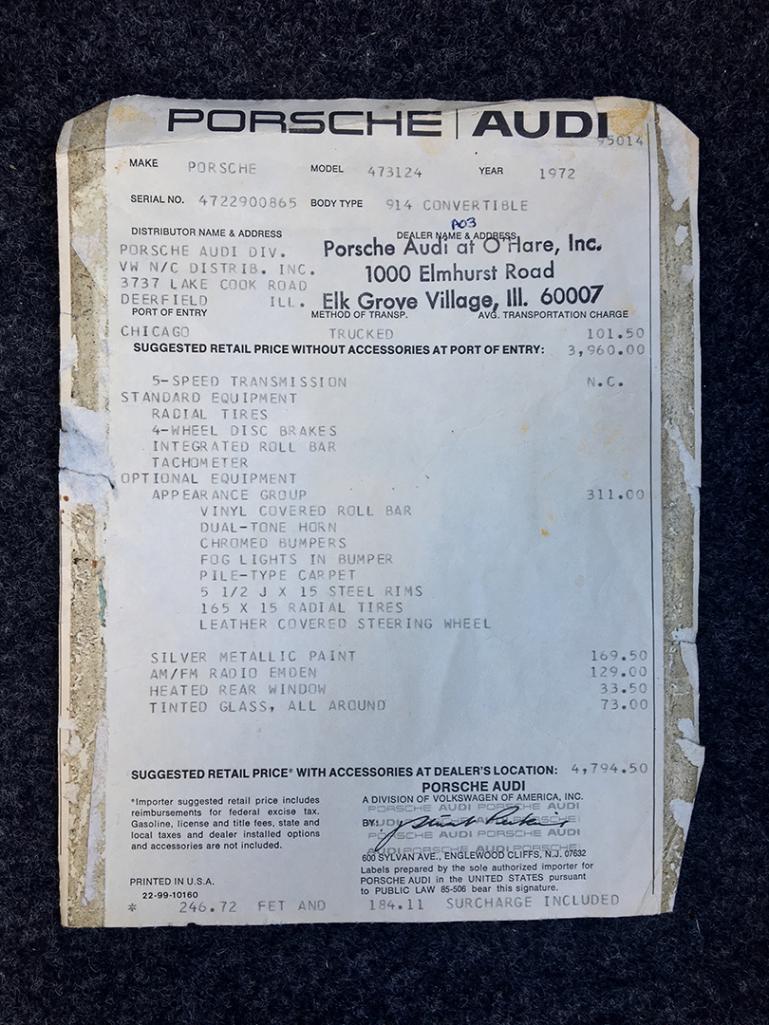 PORSCHE | AUDI
95014
MAKE PORSCHE MODEL 473124 YEAR 1972
SERIAL NO. 4722900865 BODY TYPE 914 CONVERTIBLE
A03
DISTRIBUTOR NAME & ADDRESS DEALER NAME & ADDRESS
PORSCHE AUDI DIV. Porsche Audi at O'Hare, Inc.
VW N/C DISTRIB. INC. 1000 Elmhurst Road
3737 LAKE COOK ROAD
DEERFIELD ILL. Elk Grove Village, Ill. 60007
PORT OF ENTRY METHOD OF TRANSP. AVG. TRANSPORTATION CHARGE
CHICAGO TRUCKED 101.50
SUGGESTED RETAIL PRICE WITHOUT ACCESSORIES AT PORT OF ENTRY: 3,960.00
5-SPEED TRANSMISSION N.C.
STANDARD EQUIPMENT
RADIAL TIRES
4-WHEEL DISC BRAKES
INTEGRATED ROLL BAR
TACHOMETER
OPTIONAL EQUIPMENT
APPEARANCE GROUP 311.00
VINYL COVERED ROLL BAR
DUAL-TONE HORN
CHROMED BUMPERS
FOG LIGHTS IN BUMPER
PILE-TYPE CARPET
5 1/2 J X 15 STEEL RIMS
165 X 15 RADIAL TIRES
LEATHER COVERED STEERING WHEEL
SILVER METALLIC PAINT 169.50
AM/FM RADIO EMDEN 129.00
HEATED REAR WINDOW 33.50
TINTED GLASS, ALL AROUND 73.00
SUGGESTED RETAIL PRICE* WITH ACCESSORIES AT DEALER'S LOCATION: 4,794.50
*Importer suggested retail price includes
reimbursements for federal excise tax.
Gasoline, license and title fees, state and
local taxes and dealer installed options
and accessories are not included.
PRINTED IN U.S.A.
22-99-10160
PORSCHE AUDI
A DIVISION OF VOLKSWAGEN OF AMERICA, INC.
PORSCHE AUDI PORSCHE AUDI
BY:
PORSCHE AUDI PORSCHE AUDI
600 SYLVAN AVE., ENGLEWOOD CLIFFS, N.J. 07632
Labels prepared by the sole authorized importer for
PORSCHE AUDI in the UNITED STATES pursuant
to PUBLIC LAW 85-506 bear this signature.
* 246.72 FET AND 184.11 SURCHARGE INCLUDED